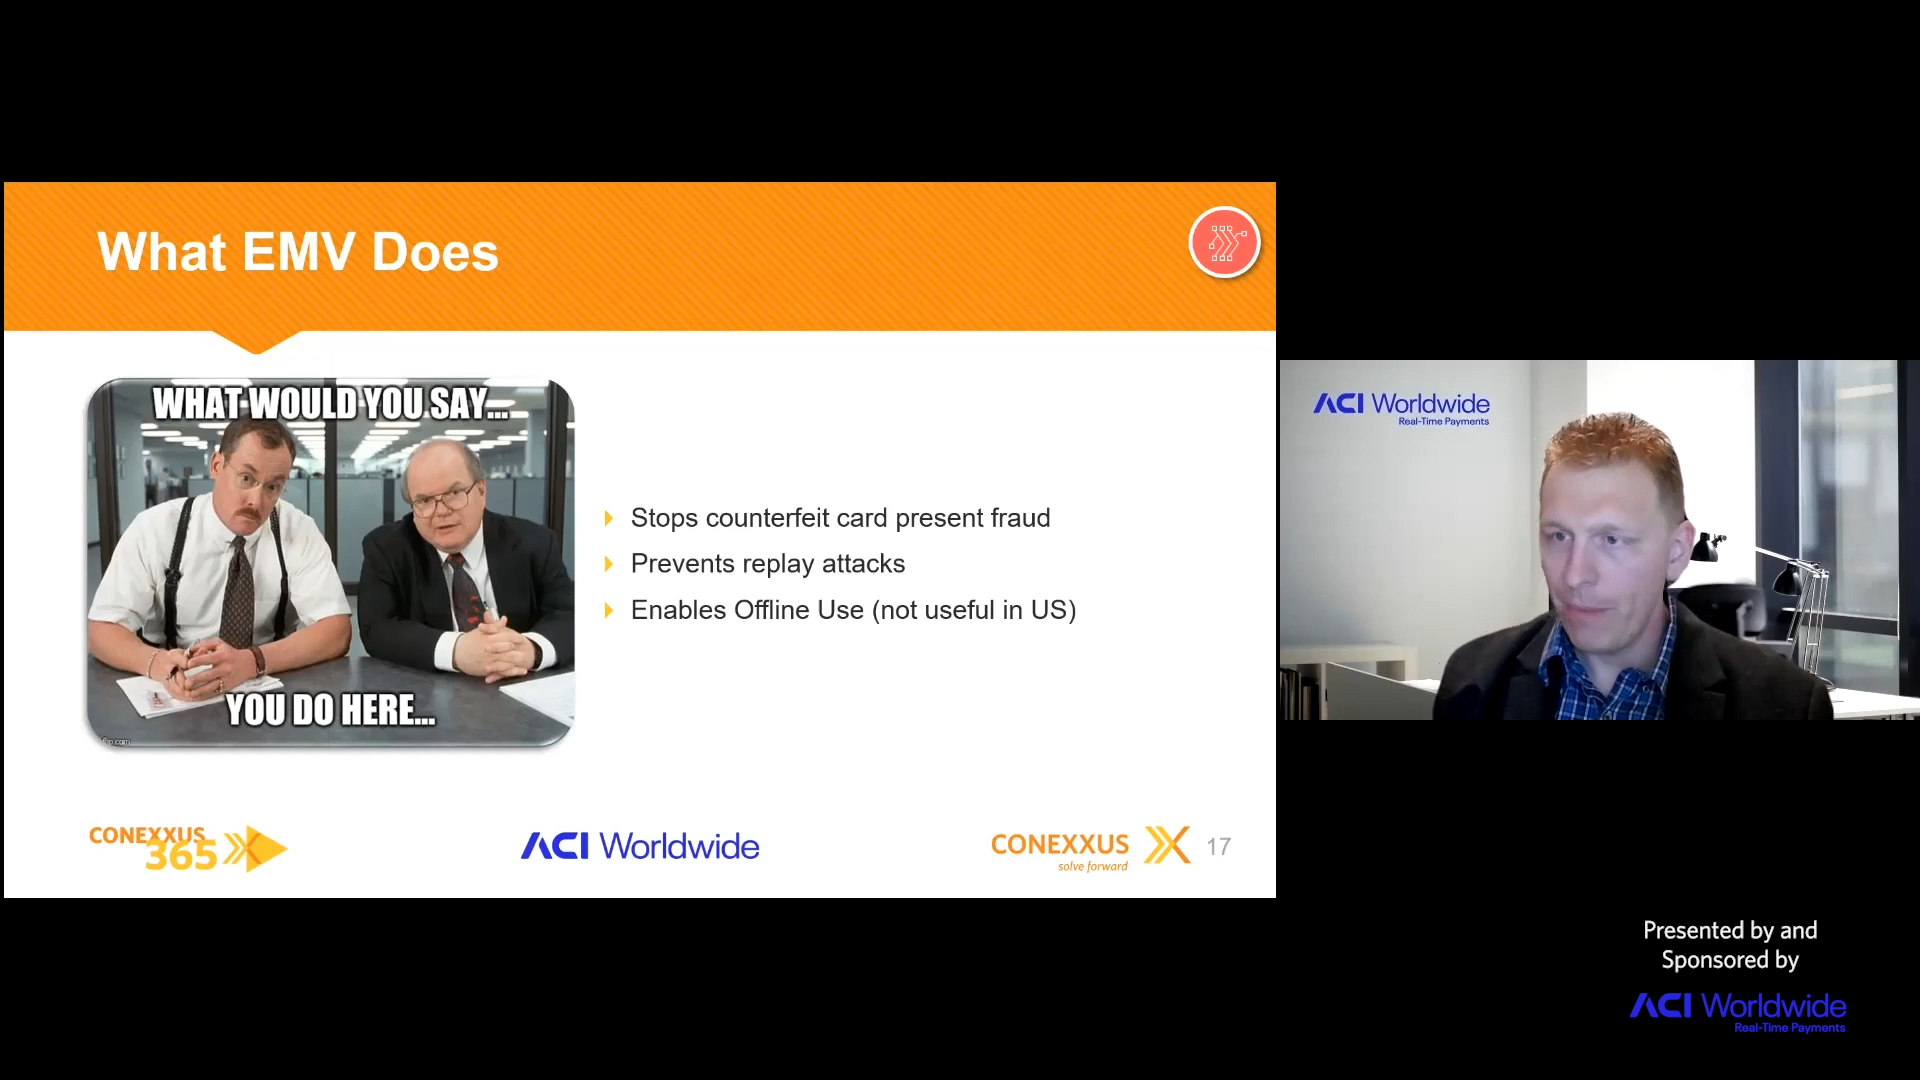 What EMV Does
WHAT WOULD YOU SAY...
YOU DO HERE...
Stops counterfeit card present fraud
Prevents replay attacks
Enables Offline Use (not useful in US)
CONEXXUS
365
ACI Worldwide
CONEXXUS
solve forward
17
ACI Worldwide
Real-Time Payments
Presented by and
Sponsored by
ACI Worldwide
Real-Time Payments